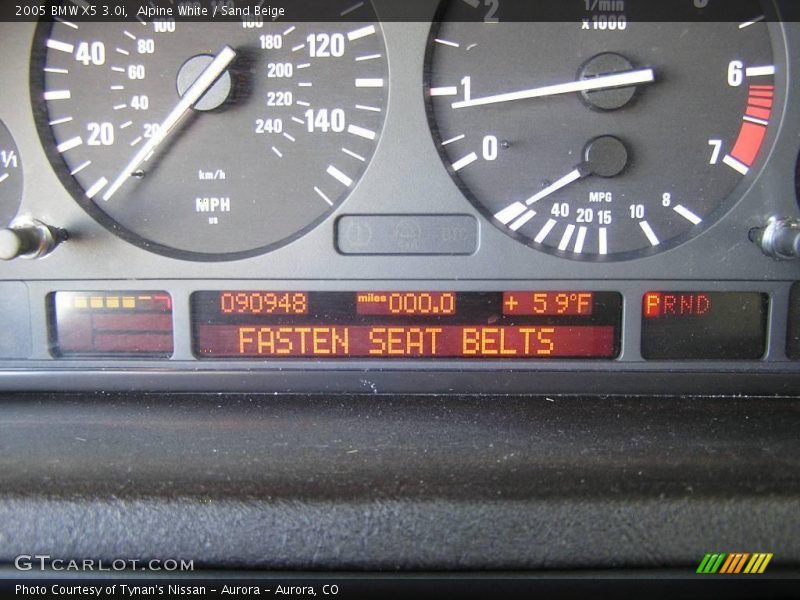 2005 BMW X5 3.0i, Alpine White / Sand Beige
2 1/min
x1000
40 80 60 40 20 20
180 120
200
220
240 140
km/h
MPH
1 0 6 7
MPG
40 20 15 10 8
090948 miles 000.0 + 59°F PRND
FASTEN SEAT BELTS
GTCARLOT.COM
Photo Courtesy of Tynan's Nissan - Aurora - Aurora, CO